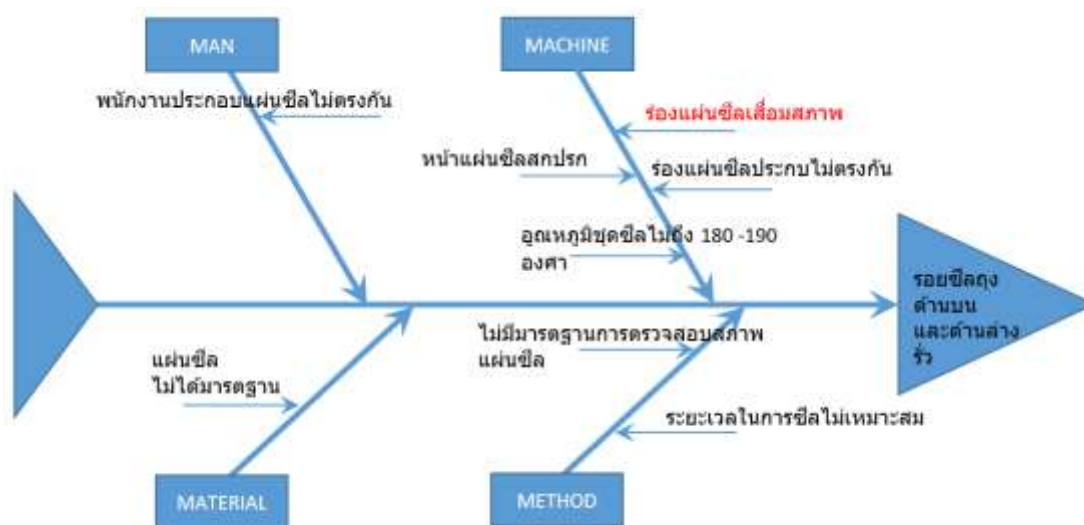 MAN
MACHINE
พนักงานประกอบแผ่นซีลไม่ตรงกัน
ร่องแผ่นซีลเสื่อมสภาพ
หน้าแผ่นซีลสกปรก
ร่องแผ่นซีลประกบไม่ตรงกัน
อูณหภูมิชุดซีลไม่ถึง 180 -190
องศา
รอยซีลถุง
ด้านบน
และด้านล่าง
รั่ว
ไม่มีมารตฐานการตรวจสอบสภาพ
แผ่นซีล
แผ่นซีล
ไม่ได้มารตฐาน
ระยะเวลในการซีลไม่เหมาะสม
MATERIAL
METHOD